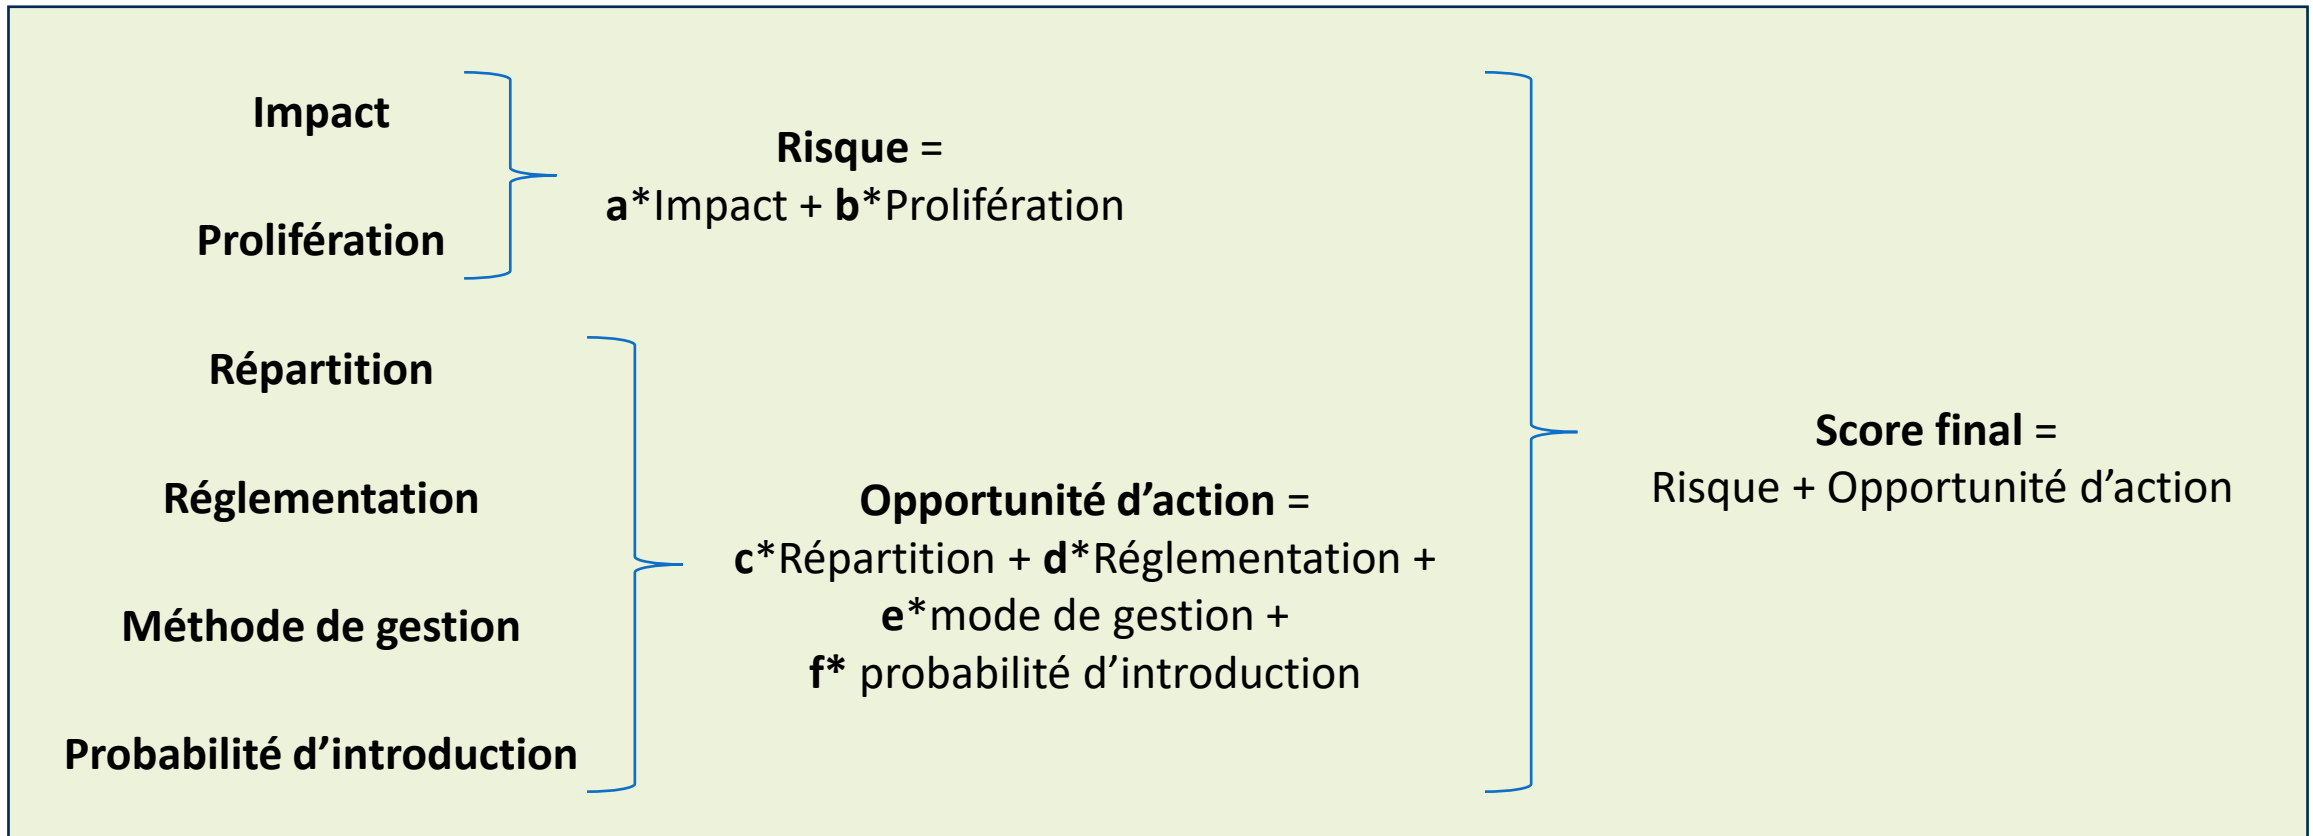 Impact
Prolifération
Répartition
Réglementation
Méthode de gestion
Probabilité d’introduction
Risque =
a*Impact + b*Prolifération
Opportunité d’action =
c*Répartition + d*Réglementation +
e*mode de gestion +
f* probabilité d’introduction
Score final =
Risque + Opportunité d’action